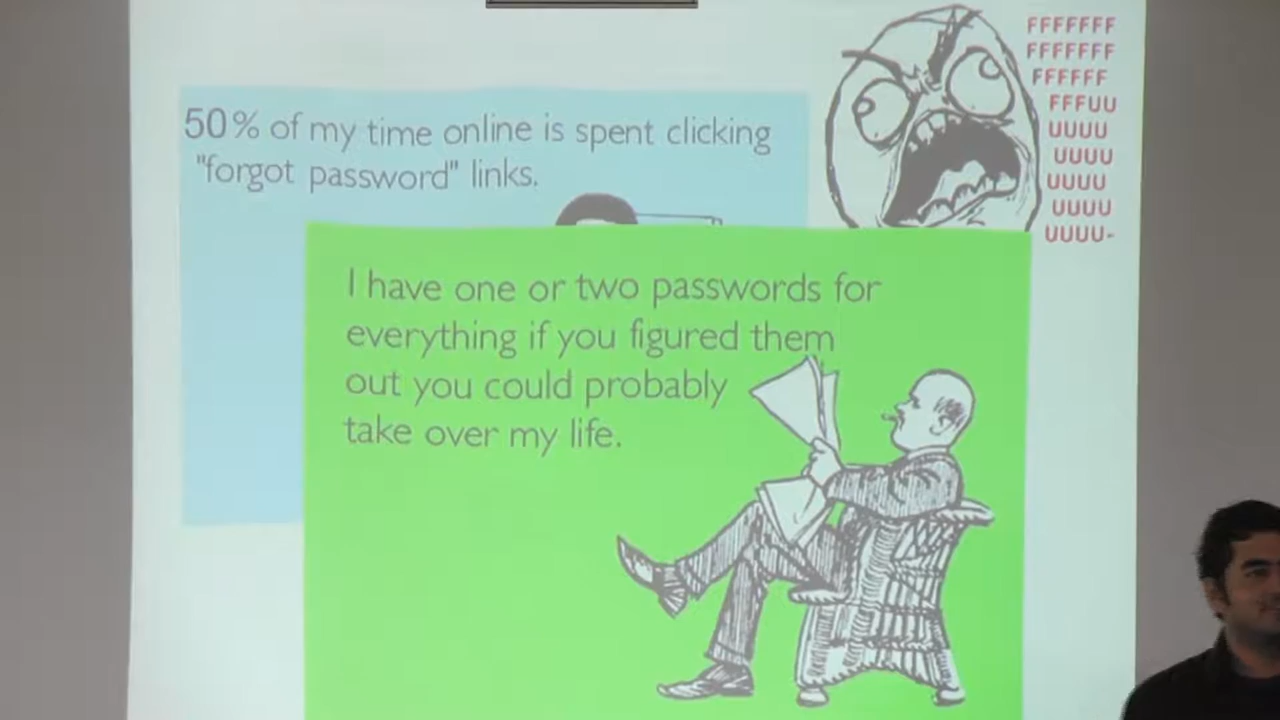 50% of my time online is spent clicking
"forgot password" links.
FFFFFFF
FFFFFFF
FFFFFF
FFFUU
UUUU
UUUU
UUUU
UUUU
UUUU-
I have one or two passwords for
everything if you figured them
out you could probably
take over my life.